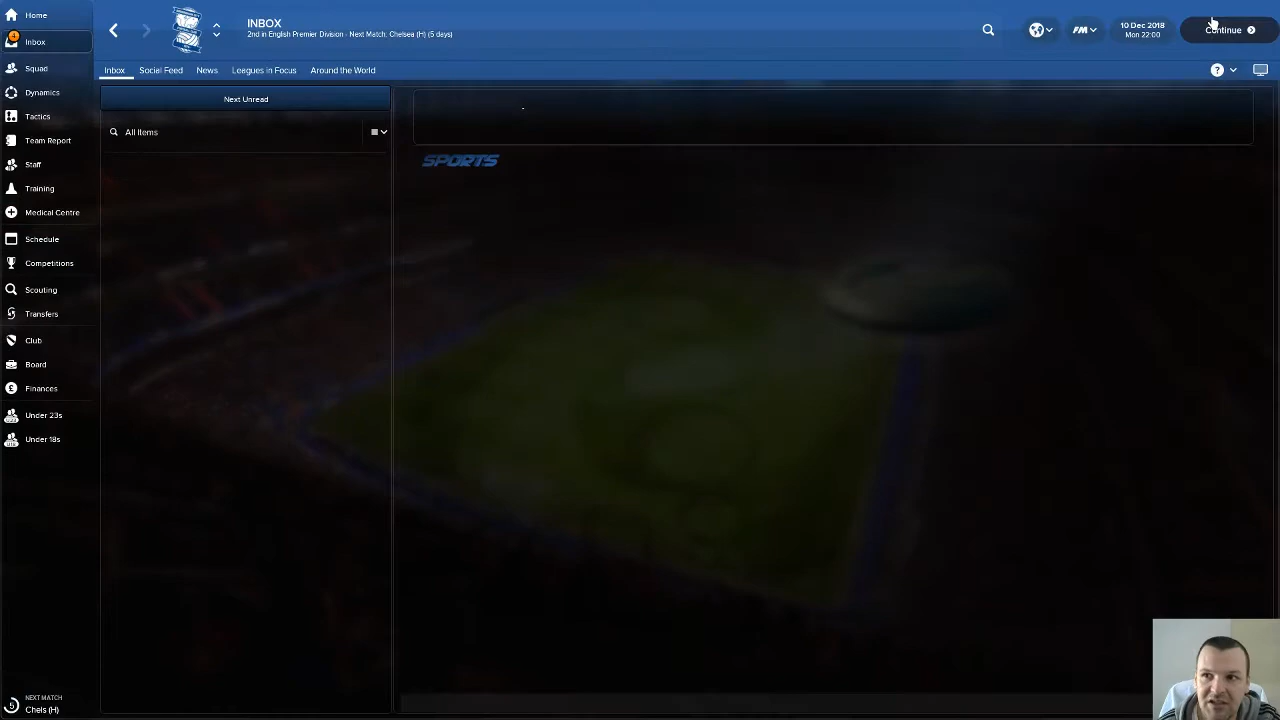 Home
Inbox
4
Squad
Dynamics
Tactics
Team Report
Staff
Training
Medical Centre
Schedule
Competitions
Scouting
Transfers
Club
Board
Finances
Under 23s
Under 18s
5
NEXT MATCH
Chels (H)
INBOX
2nd in English Premier Division - Next Match: Chelsea (H) (5 days)
FM
10 Dec 2018
Mon 22:00
Continue
Inbox
Social Feed
News
Leagues in Focus
Around the World
?
Next Unread
All Items
-
SPORTS